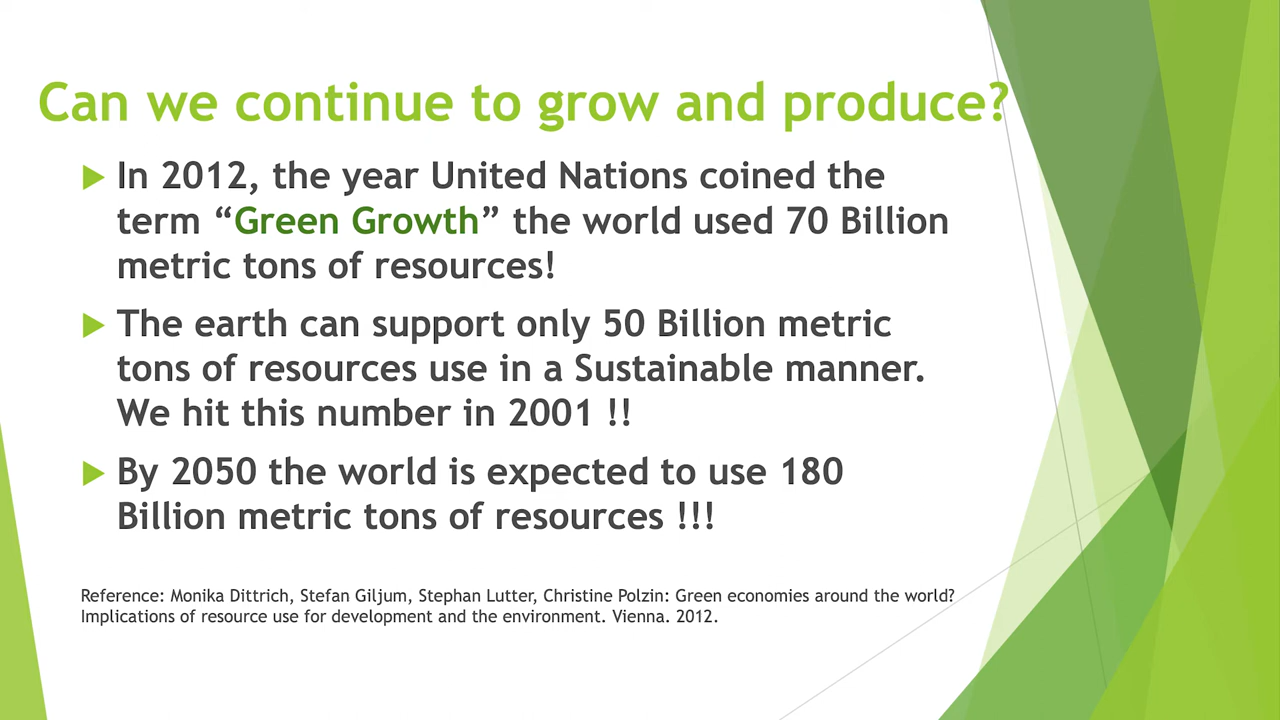 Can we continue to grow and produce?
In 2012, the year United Nations coined the
term “Green Growth” the world used 70 Billion
metric tons of resources!
The earth can support only 50 Billion metric
tons of resources use in a Sustainable manner.
We hit this number in 2001 !!
By 2050 the world is expected to use 180
Billion metric tons of resources !!!
Reference: Monika Dittrich, Stefan Giljum, Stephan Lutter, Christine Polzin: Green economies around the world?
Implications of resource use for development and the environment. Vienna. 2012.